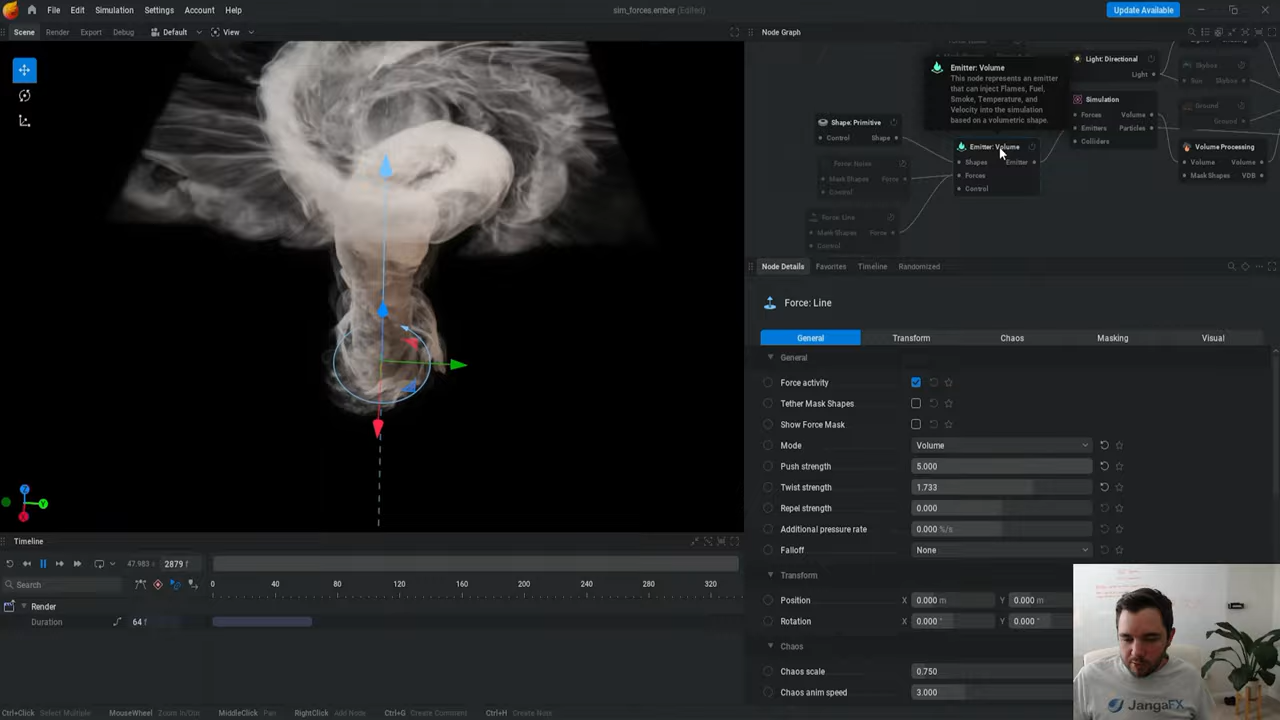 File Edit Simulation Settings Account Help
sim_forces.ember (Edited)
Update Available
Scene Render Export Debug Default View
Node Graph
Emitter: Volume
This node represents an emitter
that can inject Flames, Fuel,
Smoke, Temperature, and
Velocity into the simulation
based on a volumetric shape.
Light: Directional
Light
Skybox
Sun Skybox
Simulation
Forces Volume
Emitters Particles
Colliders
Ground
Ground
Shape: Primitive
Control Shape
Emitter: Volume
Shapes Emitter
Forces
Control
Volume Processing
Volume Volume
Mask Shapes VDB
Force: Noise
Mask Shapes Force
Control
Force: Line
Mask Shapes Force
Control
Node Details Favorites Timeline Randomized
Force: Line
General Transform Chaos Masking Visual
General
Force activity
Tether Mask Shapes
Show Force Mask
Mode Volume
Push strength 5.000
Twist strength 1.733
Repel strength 0.000
Additional pressure rate 0.000 %/s
Falloff None
Transform
Position X 0.000 m Y 0.000 m
Rotation X 0.000 ° Y 0.000 °
Chaos
Chaos scale 0.750
Chaos anim speed 3.000
Z
Y
X
Timeline
47.983 s 2879 f
Search
0 40 80 120 160 200 240 280 320
Render
Duration 64 f
Ctrl+Click Select Multiple MouseWheel Zoom In/Out MiddleClick Pan RightClick Add Node Ctrl+G Create Comment Ctrl+H Create Note
JangaFX